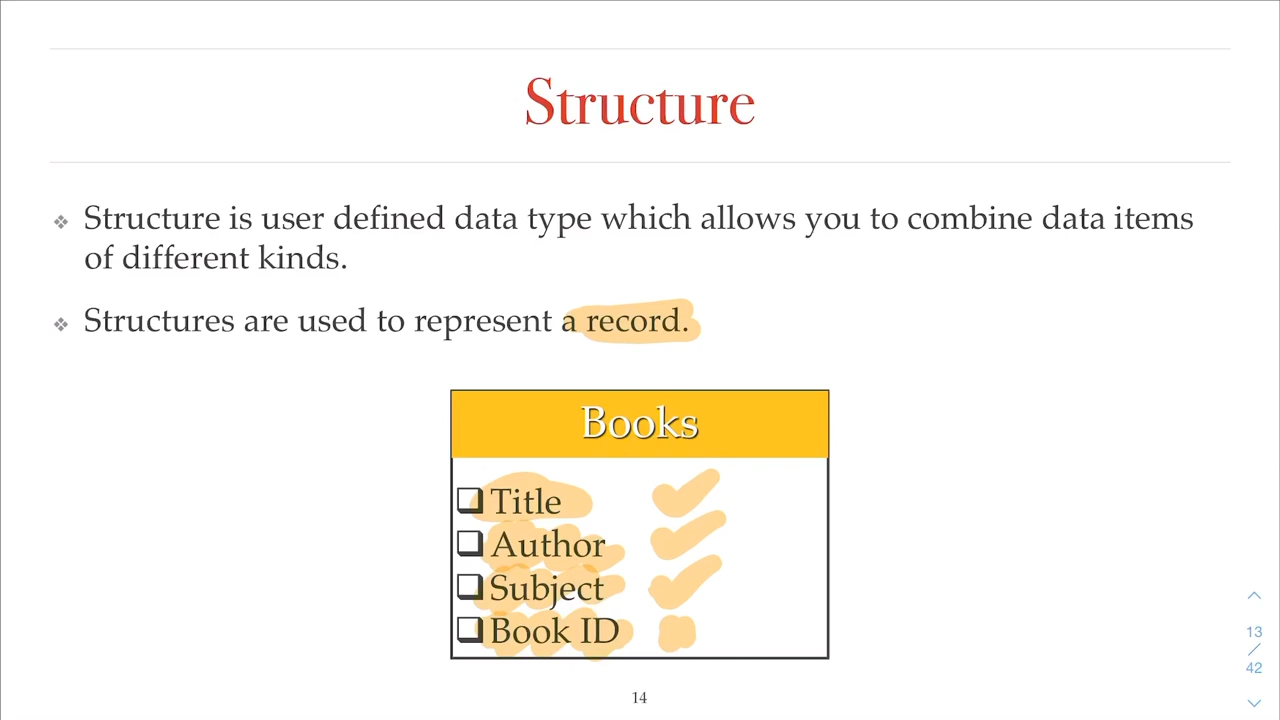 Structure
❖ Structure is user defined data type which allows you to combine data items
of different kinds.
❖ Structures are used to represent a record.
Books
❑ Title
❑ Author
❑ Subject
❑ Book ID
13
/
42
14